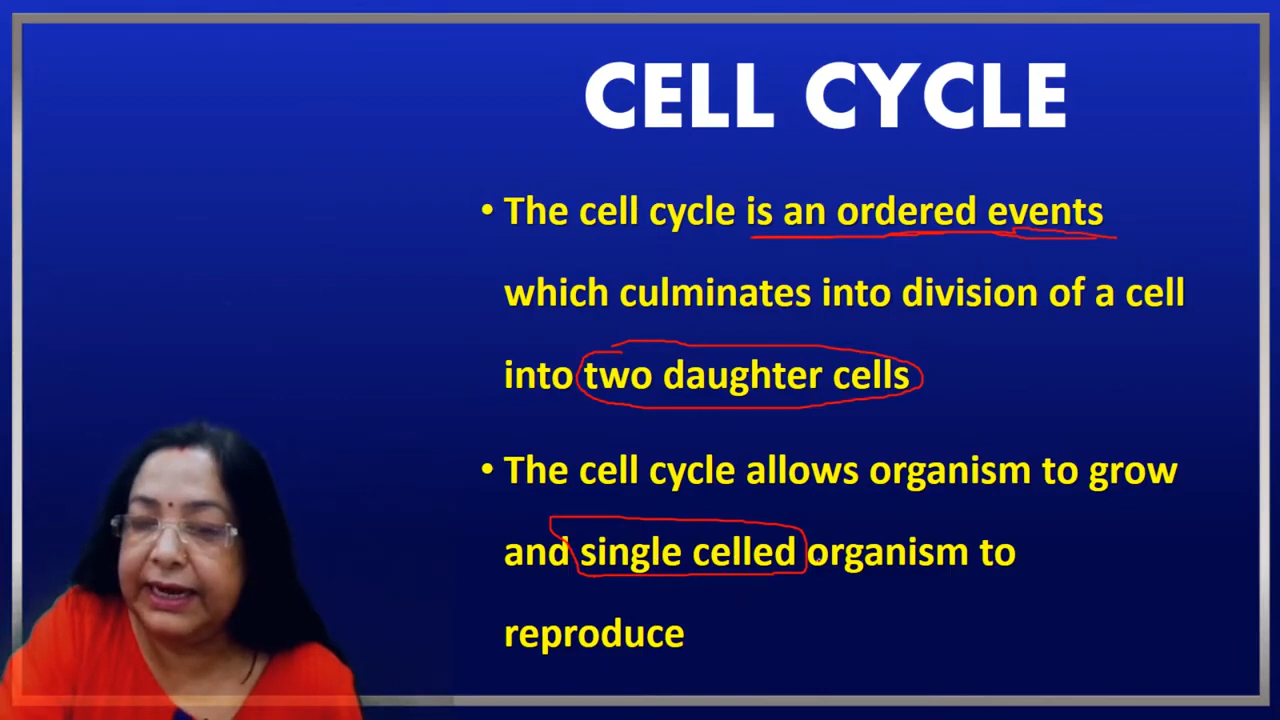 CELL CYCLE
• The cell cycle is an ordered events
which culminates into division of a cell
into two daughter cells
• The cell cycle allows organism to grow
and single celled organism to
reproduce